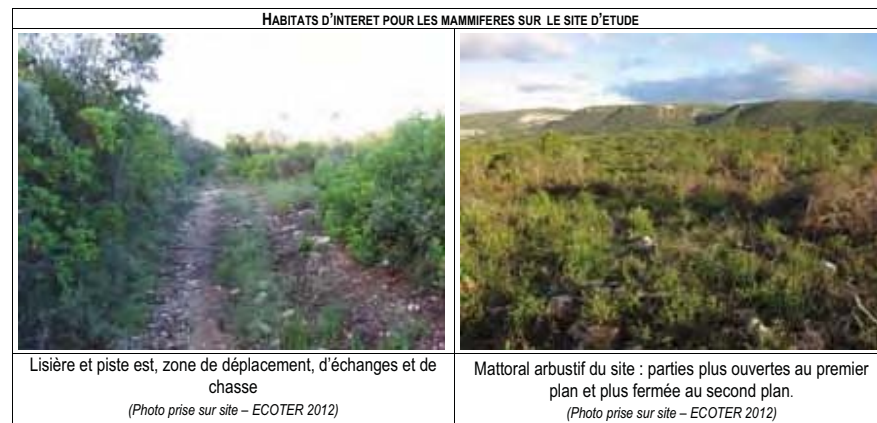 HABITATS D'INTERET POUR LES MAMMIFERES SUR LE SITE D'ETUDE
Lisière et piste est, zone de déplacement, d'échanges et de
chasse
(Photo prise sur site – ECOTER 2012)
Mattoral arbustif du site : parties plus ouvertes au premier
plan et plus fermée au second plan.
(Photo prise sur site – ECOTER 2012)